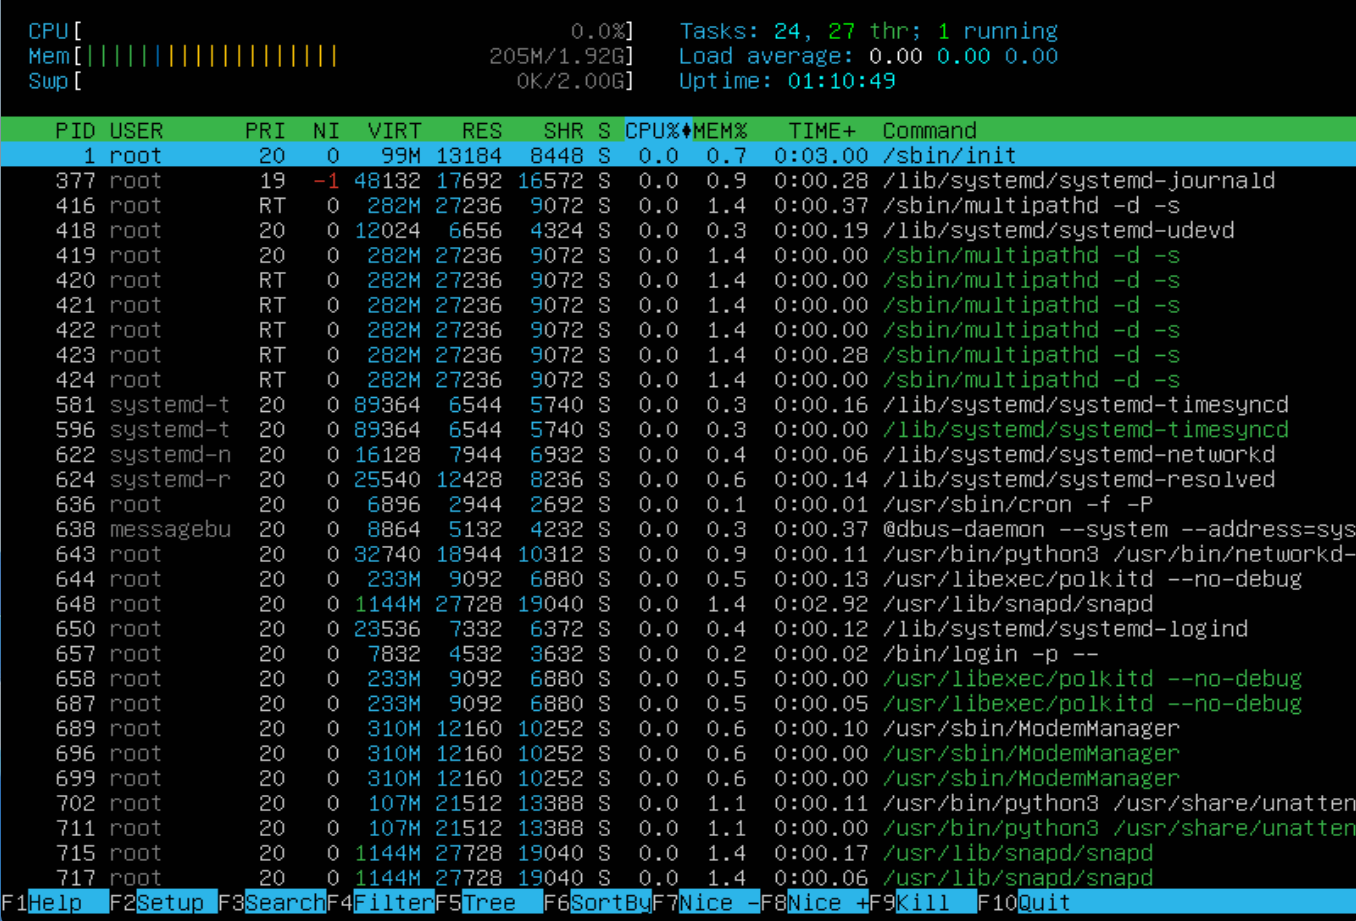 CPU[ 0.0%] Tasks: 24, 27 thr; 1 running
Mem[||||||||||||||||||| 205M/1.92G] Load average: 0.00 0.00 0.00
Swp[ 0K/2.00G] Uptime: 01:10:49
PID USER PRI NI VIRT RES SHR S CPU%♦MEM% TIME+ Command
1 root 20 0 99M 13184 8448 S 0.0 0.7 0:03.00 /sbin/init
377 root 19 -1 48132 17692 16572 S 0.0 0.9 0:00.28 /lib/systemd/systemd-journald
416 root RT 0 282M 27236 9072 S 0.0 1.4 0:00.37 /sbin/multipathd -d -s
418 root 20 0 12024 6656 4324 S 0.0 0.3 0:00.19 /lib/systemd/systemd-udevd
419 root 20 0 282M 27236 9072 S 0.0 1.4 0:00.00 /sbin/multipathd -d -s
420 root RT 0 282M 27236 9072 S 0.0 1.4 0:00.00 /sbin/multipathd -d -s
421 root RT 0 282M 27236 9072 S 0.0 1.4 0:00.00 /sbin/multipathd -d -s
422 root RT 0 282M 27236 9072 S 0.0 1.4 0:00.00 /sbin/multipathd -d -s
423 root RT 0 282M 27236 9072 S 0.0 1.4 0:00.28 /sbin/multipathd -d -s
424 root RT 0 282M 27236 9072 S 0.0 1.4 0:00.00 /sbin/multipathd -d -s
581 systemd-t 20 0 89364 6544 5740 S 0.0 0.3 0:00.16 /lib/systemd/systemd-timesyncd
596 systemd-t 20 0 89364 6544 5740 S 0.0 0.3 0:00.00 /lib/systemd/systemd-timesyncd
622 systemd-n 20 0 16128 7944 6932 S 0.0 0.4 0:00.06 /lib/systemd/systemd-networkd
624 systemd-r 20 0 25540 12428 8236 S 0.0 0.6 0:00.14 /lib/systemd/systemd-resolved
636 root 20 0 6896 2944 2692 S 0.0 0.1 0:00.01 /usr/sbin/cron -f -P
638 messagebu 20 0 8864 5132 4232 S 0.0 0.3 0:00.37 @dbus-daemon --system --address=sys
643 root 20 0 32740 18944 10312 S 0.0 0.9 0:00.11 /usr/bin/python3 /usr/bin/networkd-
644 root 20 0 233M 9092 6880 S 0.0 0.5 0:00.13 /usr/libexec/polkitd --no-debug
648 root 20 0 1144M 27728 19040 S 0.0 1.4 0:02.92 /usr/lib/snapd/snapd
650 root 20 0 23536 7332 6372 S 0.0 0.4 0:00.12 /lib/systemd/systemd-logind
657 root 20 0 7832 4532 3632 S 0.0 0.2 0:00.02 /bin/login -p --
658 root 20 0 233M 9092 6880 S 0.0 0.5 0:00.00 /usr/libexec/polkitd --no-debug
687 root 20 0 233M 9092 6880 S 0.0 0.5 0:00.05 /usr/libexec/polkitd --no-debug
689 root 20 0 310M 12160 10252 S 0.0 0.6 0:00.10 /usr/sbin/ModemManager
696 root 20 0 310M 12160 10252 S 0.0 0.6 0:00.00 /usr/sbin/ModemManager
699 root 20 0 310M 12160 10252 S 0.0 0.6 0:00.00 /usr/sbin/ModemManager
702 root 20 0 107M 21512 13388 S 0.0 1.1 0:00.11 /usr/bin/python3 /usr/share/unatten
711 root 20 0 107M 21512 13388 S 0.0 1.1 0:00.00 /usr/bin/python3 /usr/share/unatten
715 root 20 0 1144M 27728 19040 S 0.0 1.4 0:00.17 /usr/lib/snapd/snapd
717 root 20 0 1144M 27728 19040 S 0.0 1.4 0:00.06 /usr/lib/snapd/snapd
F1Help F2Setup F3SearchF4FilterF5Tree F6SortByF7Nice -F8Nice +F9Kill F10Quit